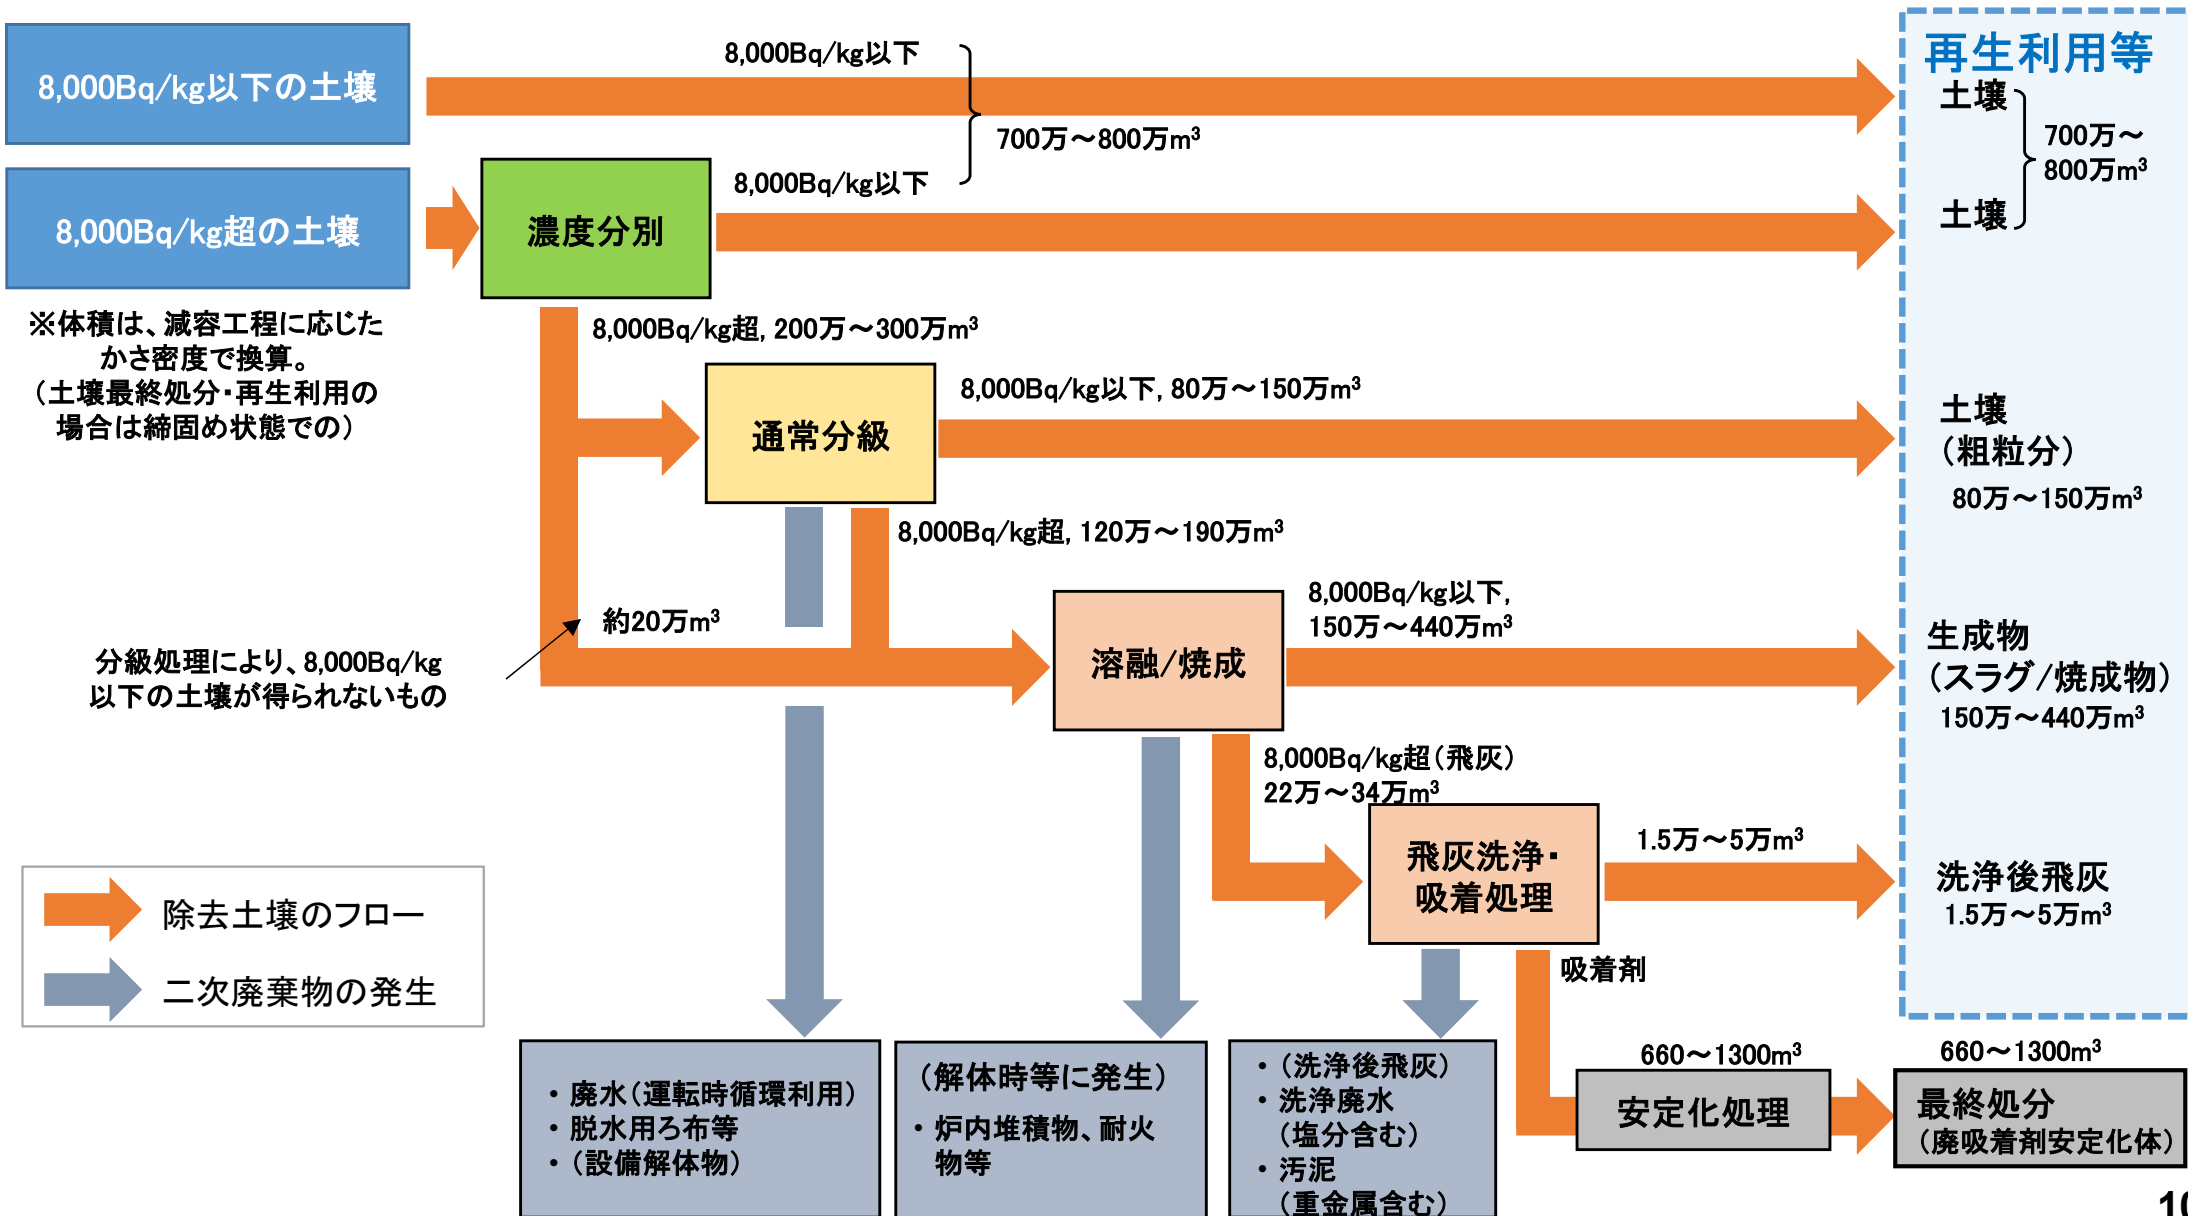 8,000Bq/kg以下の土壌
8,000Bq/kg以下
700万～800万m³
再生利用等
土壌
700万～
800万m³
8,000Bq/kg超の土壌
濃度分別
8,000Bq/kg以下
土壌
※体積は、減容工程に応じた
かさ密度で換算。
（土壌最終処分・再生利用の
場合は締固め状態での）
8,000Bq/kg超, 200万～300万m³
通常分級
8,000Bq/kg以下, 80万～150万m³
土壌
（粗粒分）
80万～150万m³
8,000Bq/kg超, 120万～190万m³
約20万m³
分級処理により、8,000Bq/kg
以下の土壌が得られないもの
溶融/焼成
8,000Bq/kg以下,
150万～440万m³
生成物
（スラグ/焼成物）
150万～440万m³
8,000Bq/kg超（飛灰）
22万～34万m³
飛灰洗浄・
吸着処理
1.5万～5万m³
洗浄後飛灰
1.5万～5万m³
除去土壌のフロー
二次廃棄物の発生
吸着剤
・廃水（運転時循環利用）
・脱水用ろ布等
・（設備解体物）
（解体時等に発生）
・炉内堆積物、耐火
物等
・（洗浄後飛灰）
・洗浄廃水
（塩分含む）
・汚泥
（重金属含む）
660～1300m³
安定化処理
660～1300m³
最終処分
（廃吸着剤安定化体）